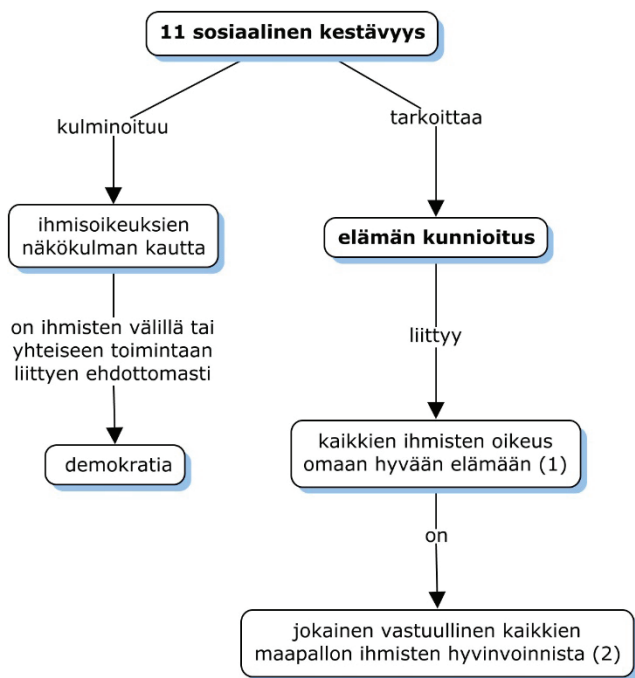 11 sosiaalinen kestävyys
kulminoituu
tarkoittaa
ihmisoikeuksien
näkökulman kautta
elämän kunnioitus
on ihmisten välillä tai
yhteiseen toimintaan
liittyen ehdottomasti
liittyy
demokratia
kaikkien ihmisten oikeus
omaan hyvään elämään (1)
on
jokainen vastuullinen kaikkien
maapallon ihmisten hyvinvoinnista (2)